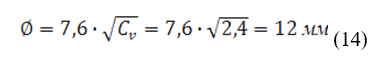 Ø = 7,6 · √C_v = 7,6 · √2,4 = 12 мм (14)